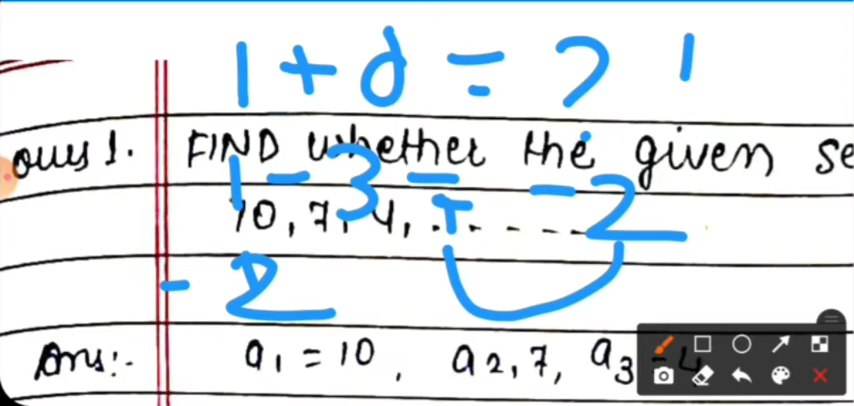 1 + d = ? 1
Ques 1. FIND whether the given se
1 - 3 = - 2
10, 7, 4, . . - - - -
- 2
Ans:- a1 = 10, a2, 7, a3 = 4